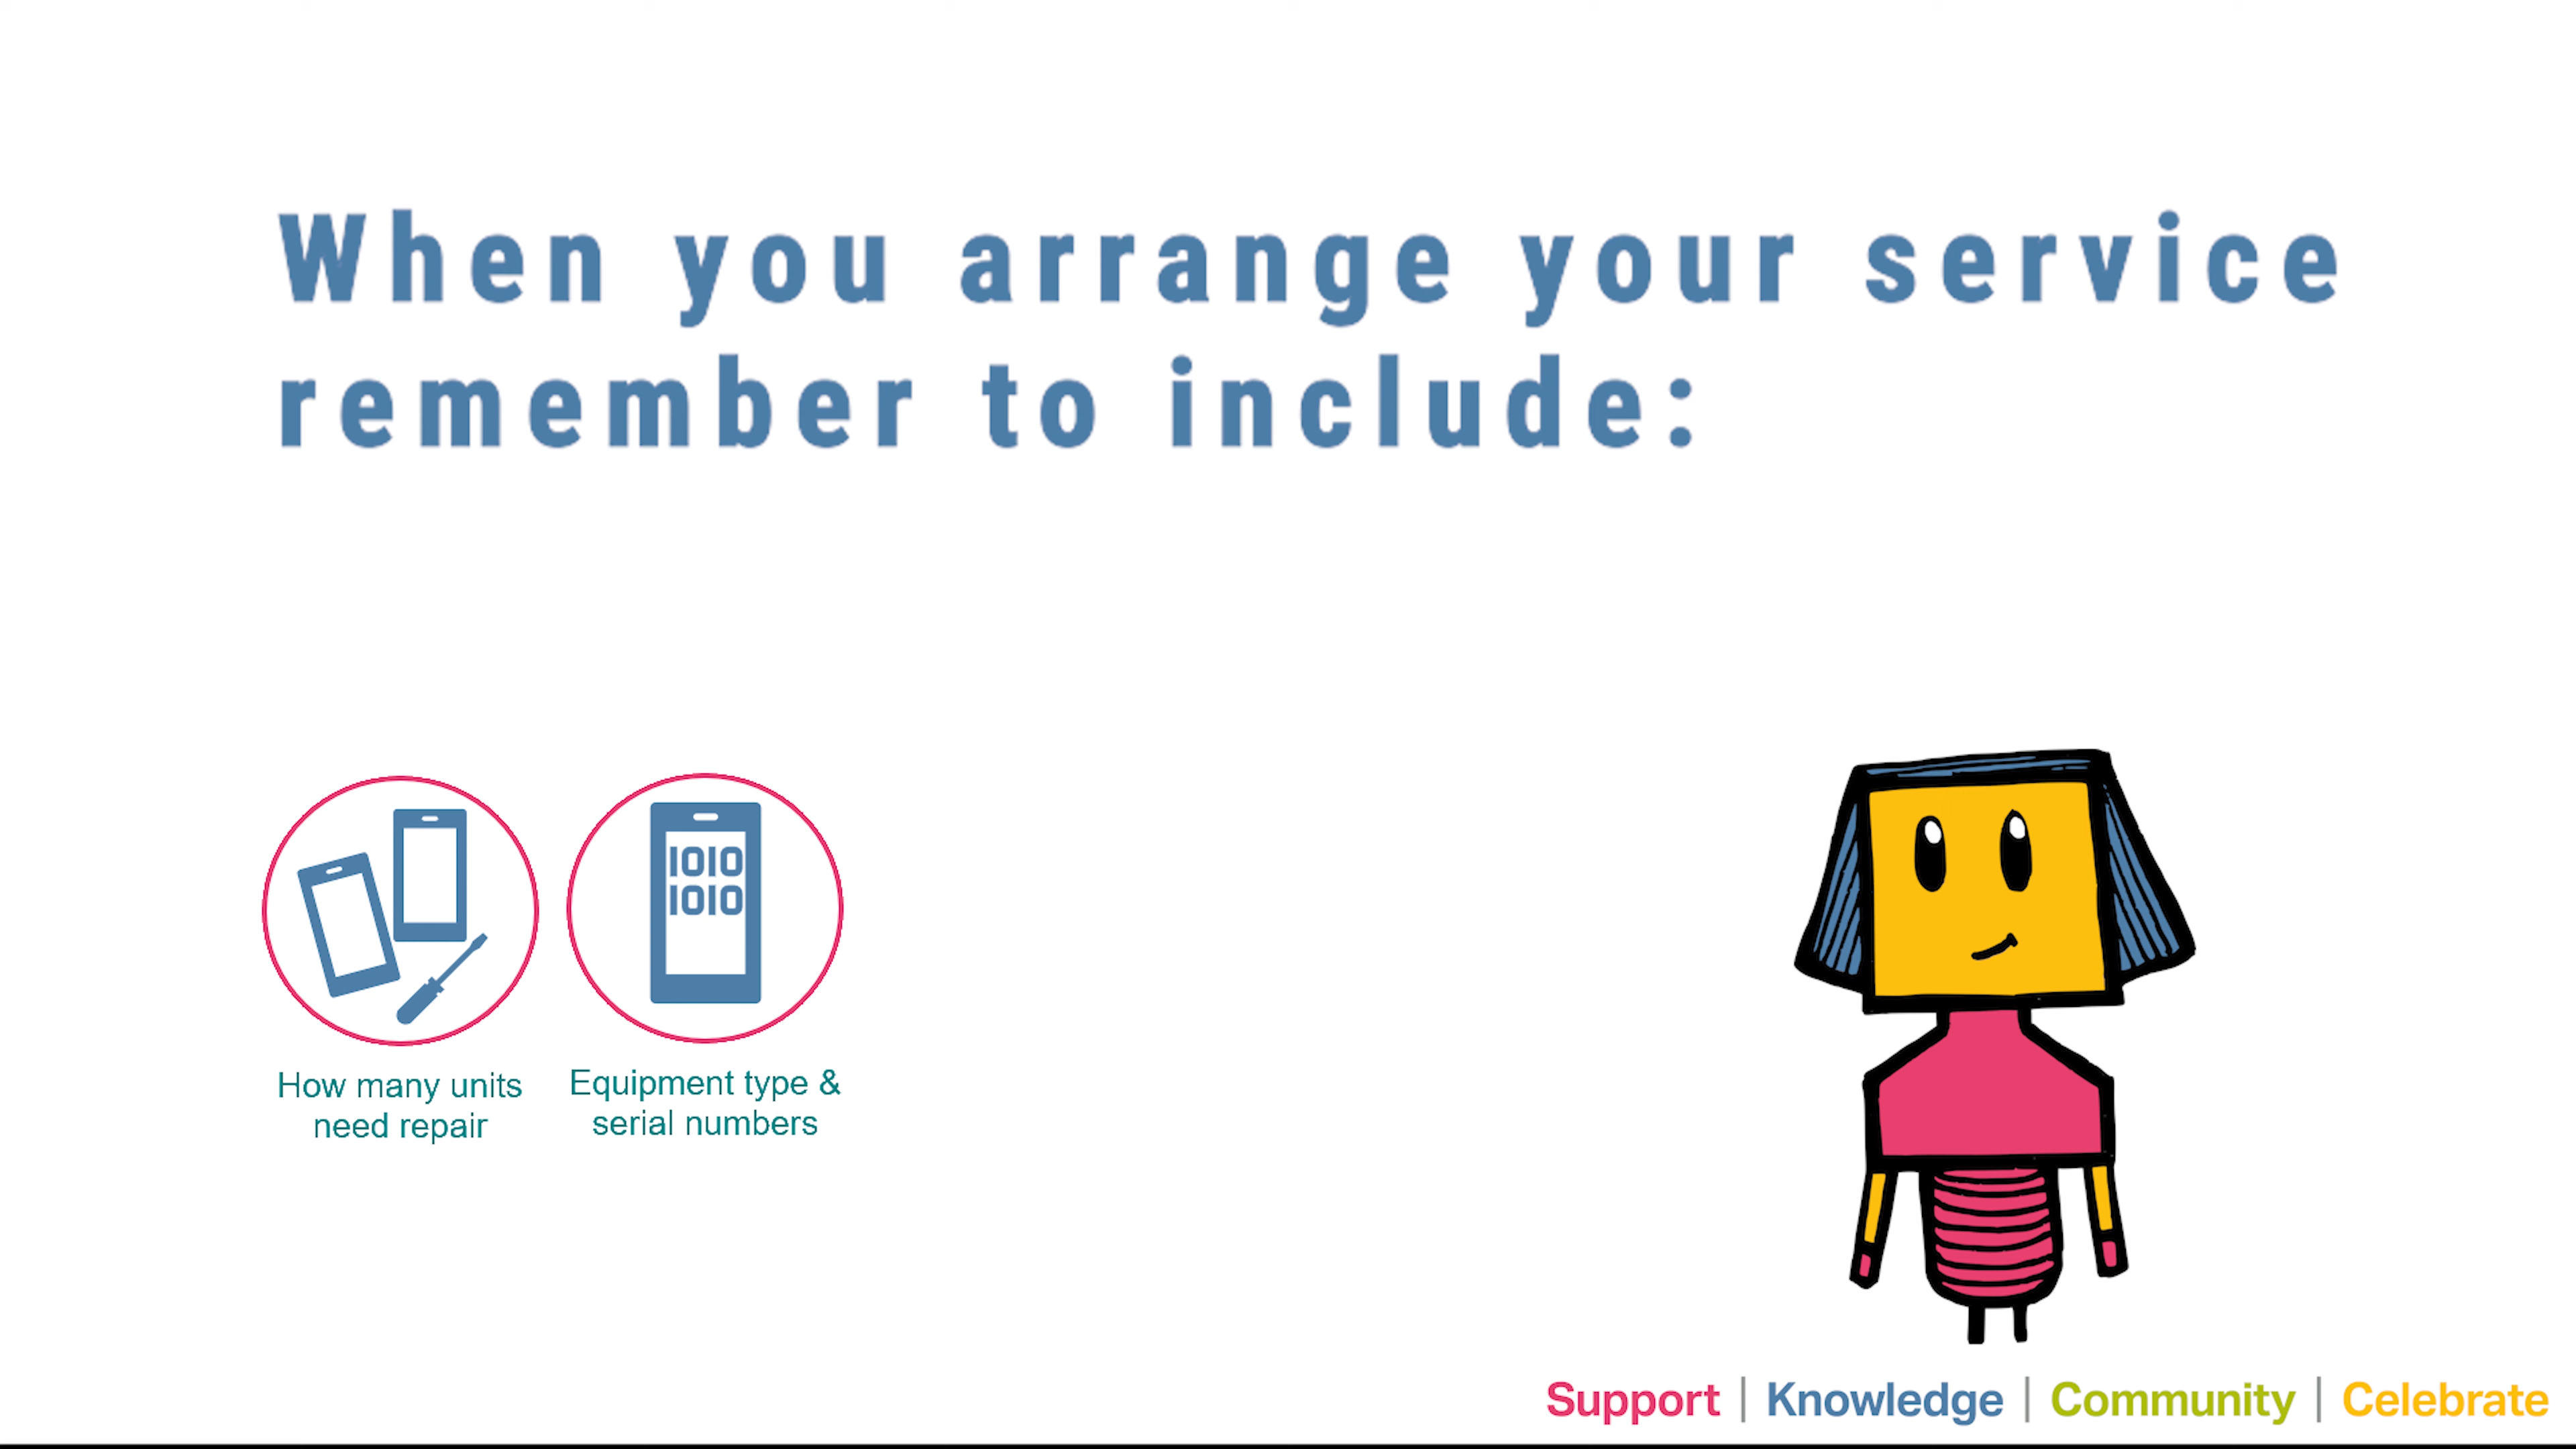 When you arrange your service
remember to include:
1010
1010
How many units
need repair
Equipment type &
serial numbers
Support | Knowledge | Community | Celebrate